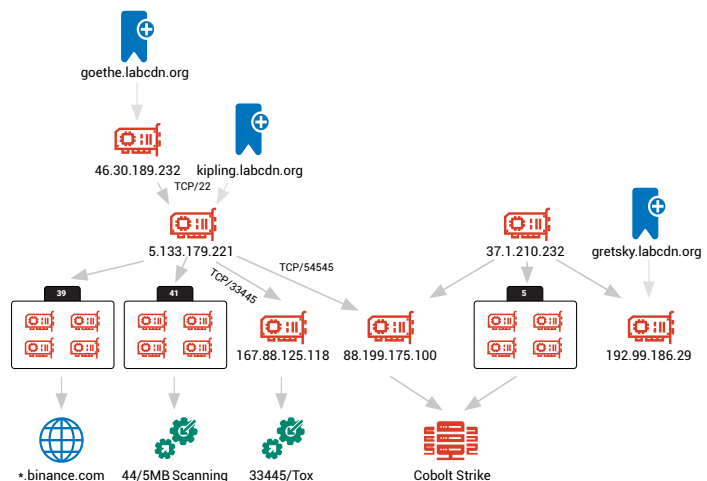 goethe.labcdn.org
46.30.189.232
kipling.labcdn.org
TCP/22
5.133.179.221
37.1.210.232
gretsky.labcdn.org
TCP/33445
TCP/54545
39
41
5
167.88.125.118
88.199.175.100
192.99.186.29
*.binance.com
44/5MB Scanning
33445/Tox
Cobolt Strike